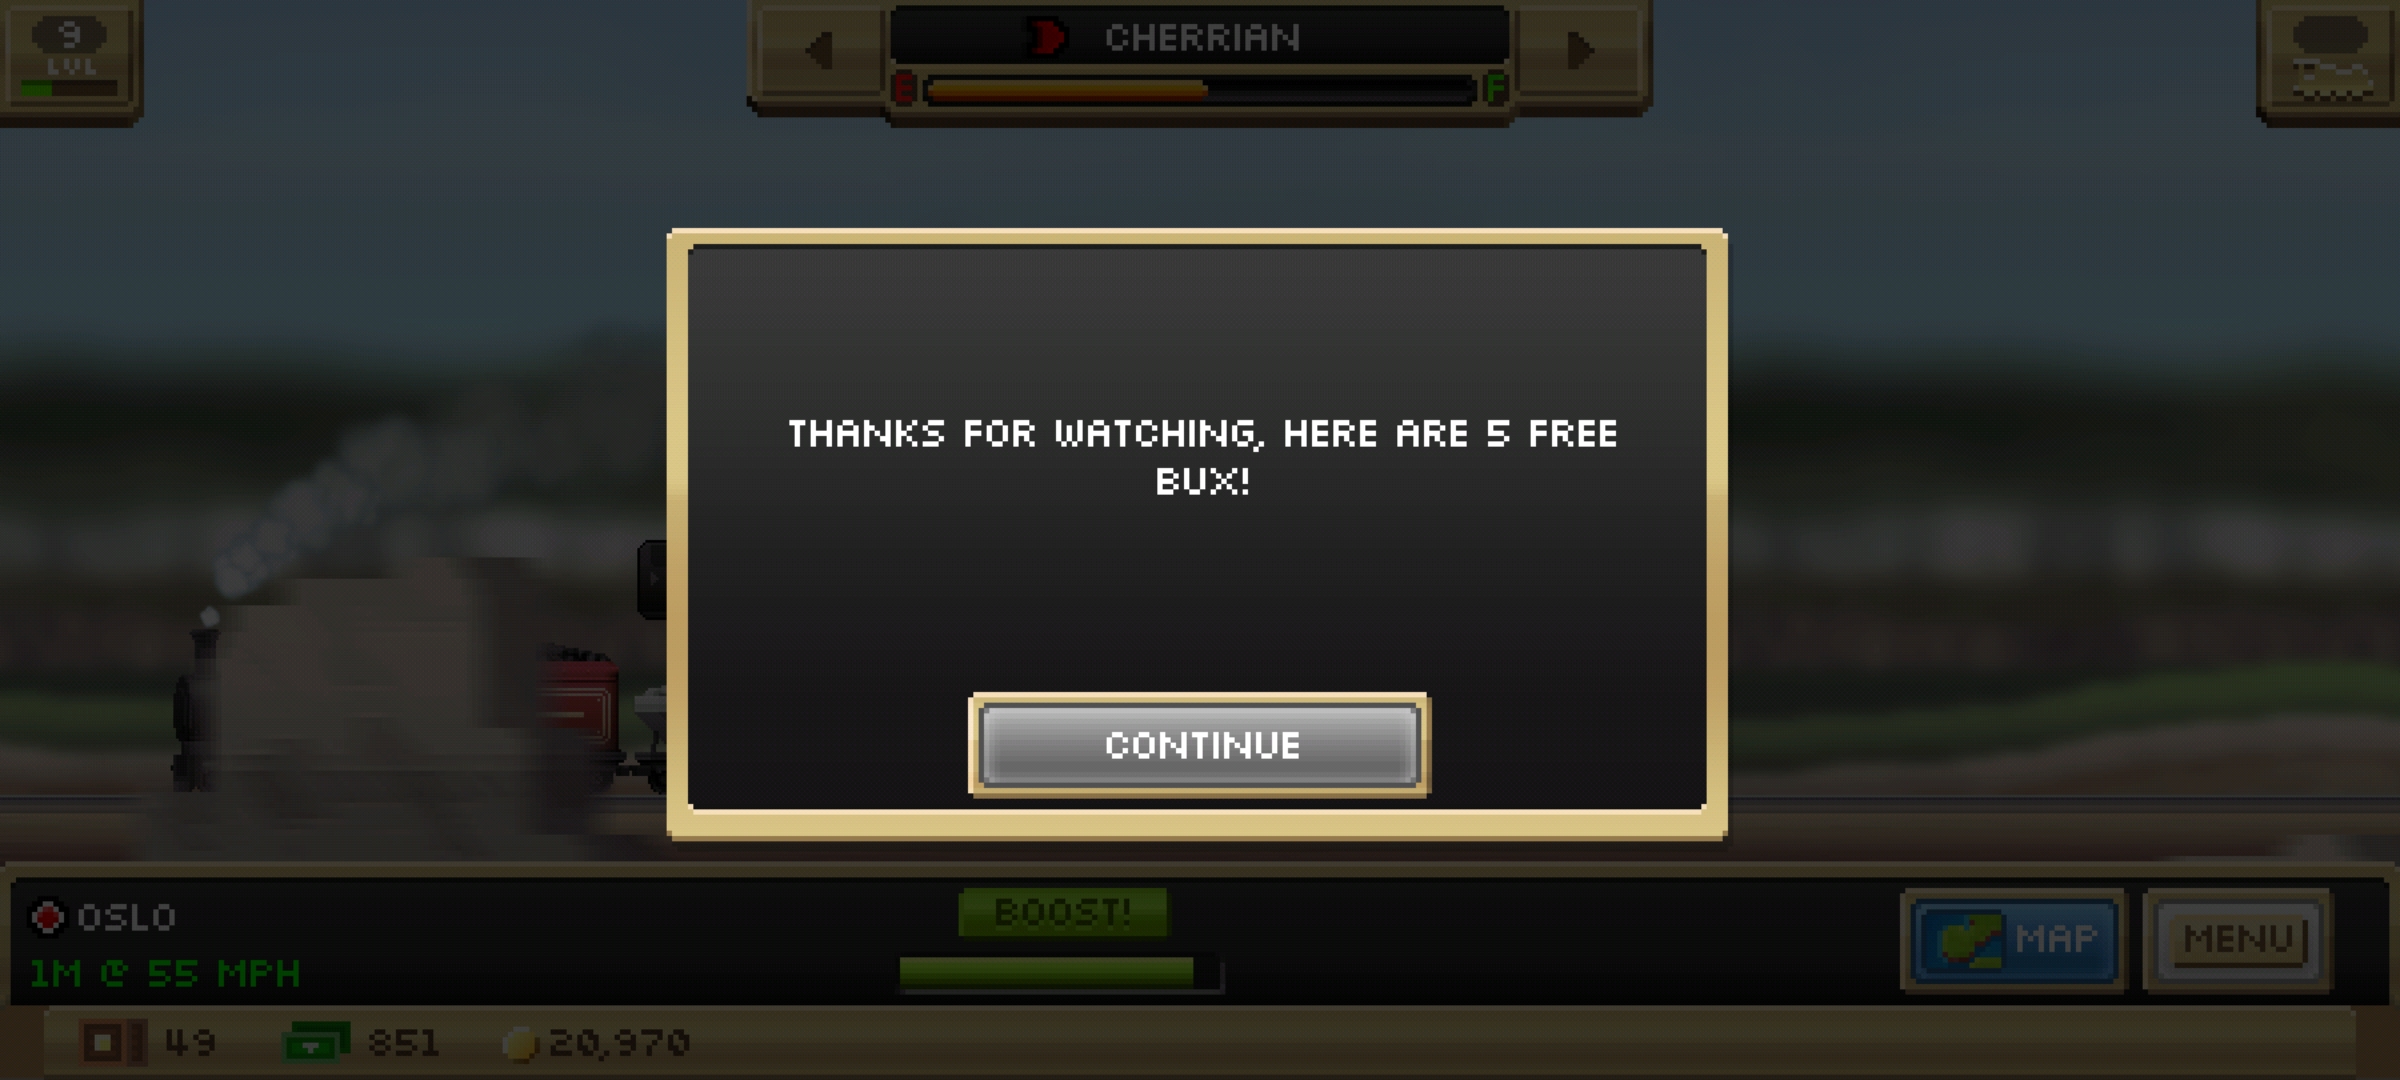 9
LVL
CHERRIAN
E F
THANKS FOR WATCHING, HERE ARE 5 FREE
BUX!
CONTINUE
OSLO
1M @ 55 MPH
BOOST!
MAP
MENU
49 851 20,970